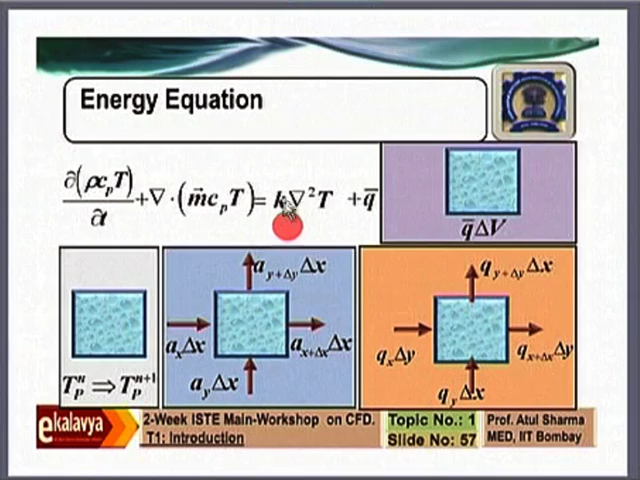 Energy Equation
∂(ρc_pT)/∂t + ∇ · (m⃗c_pT) = k∇²T + q̄
q̄ΔV
a_{y+Δy}Δx
a_xΔx
a_{x+Δx}Δx
a_yΔx
T_p^n ⇒ T_p^{n+1}
q_{y+Δy}Δx
q_xΔy
q_{x+Δx}Δy
q_yΔx
ekalavya
2-Week ISTE Main-Workshop on CFD.
T1: Introduction
Topic No.: 1
Slide No: 57
Prof. Atul Sharma
MED, IIT Bombay